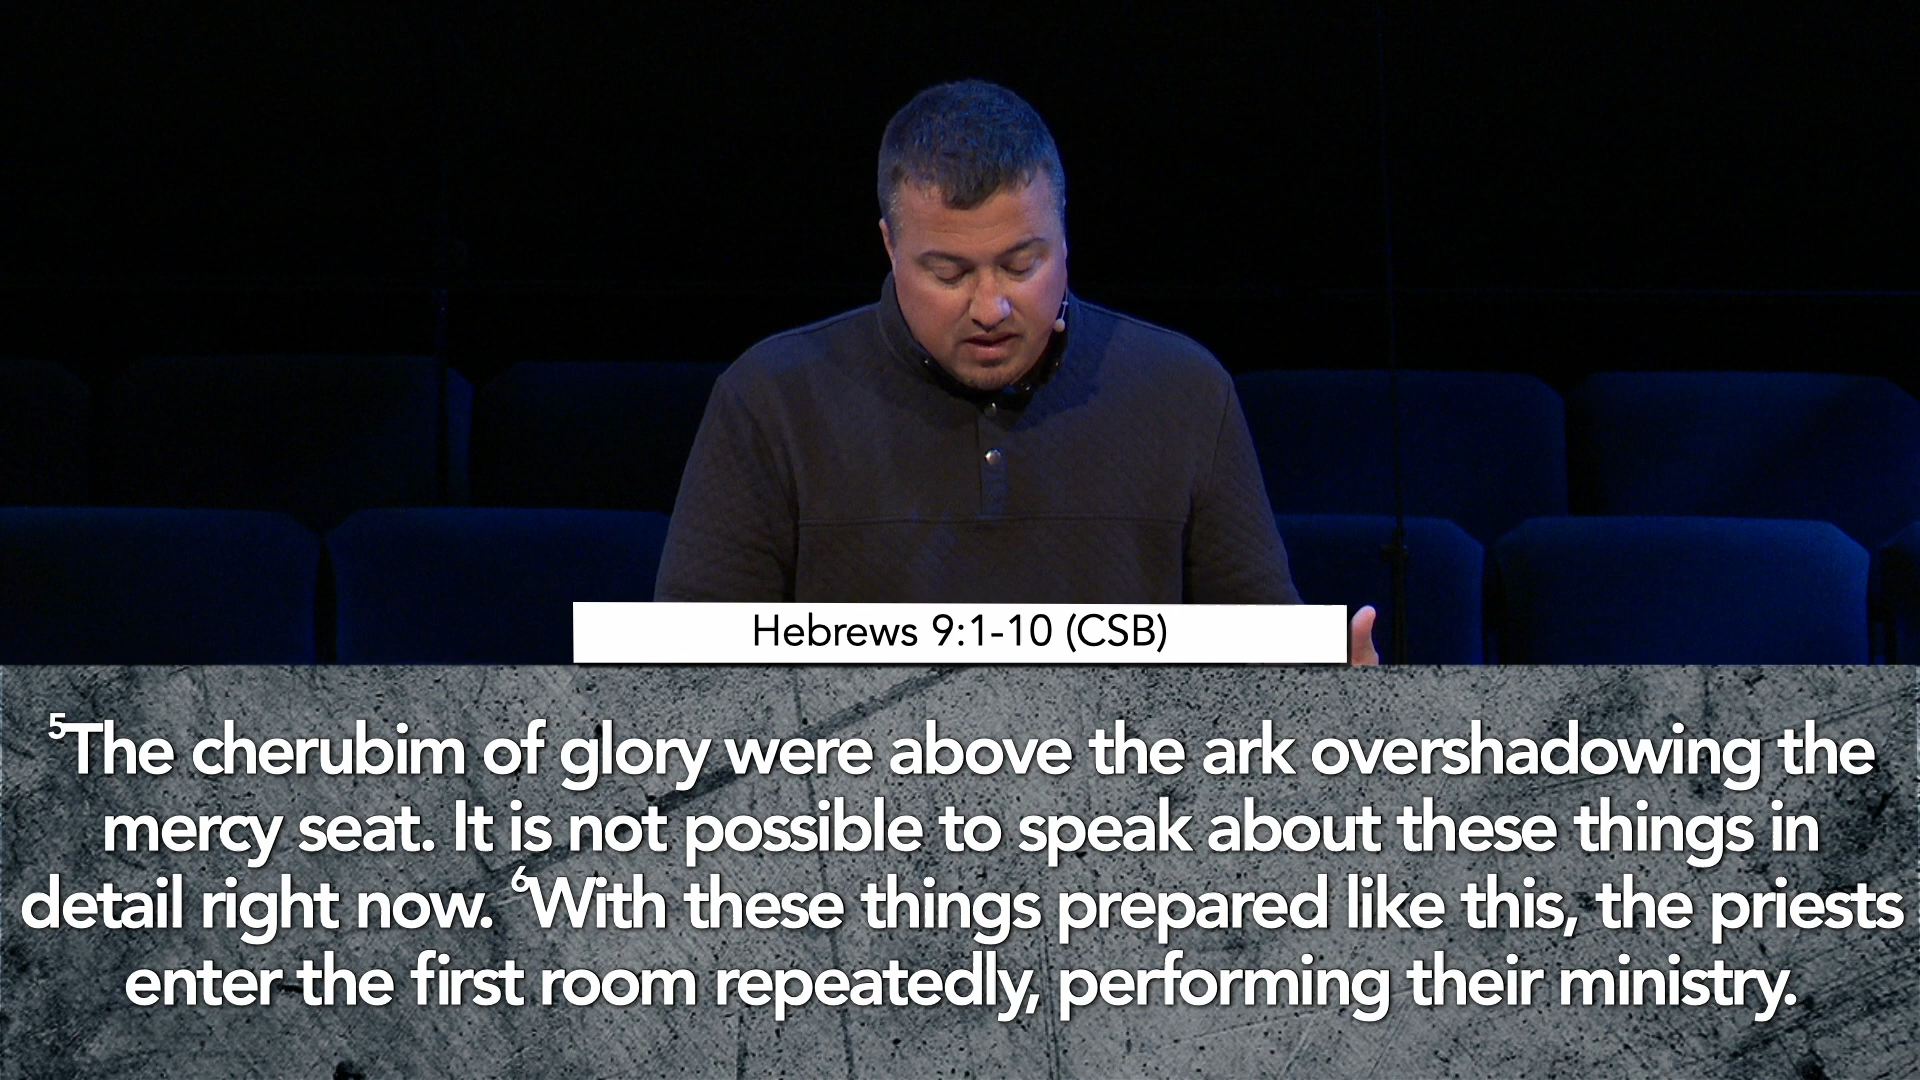 Hebrews 9:1-10 (CSB)
⁵The cherubim of glory were above the ark overshadowing the
mercy seat. It is not possible to speak about these things in
detail right now. ⁶With these things prepared like this, the priests
enter the first room repeatedly, performing their ministry.